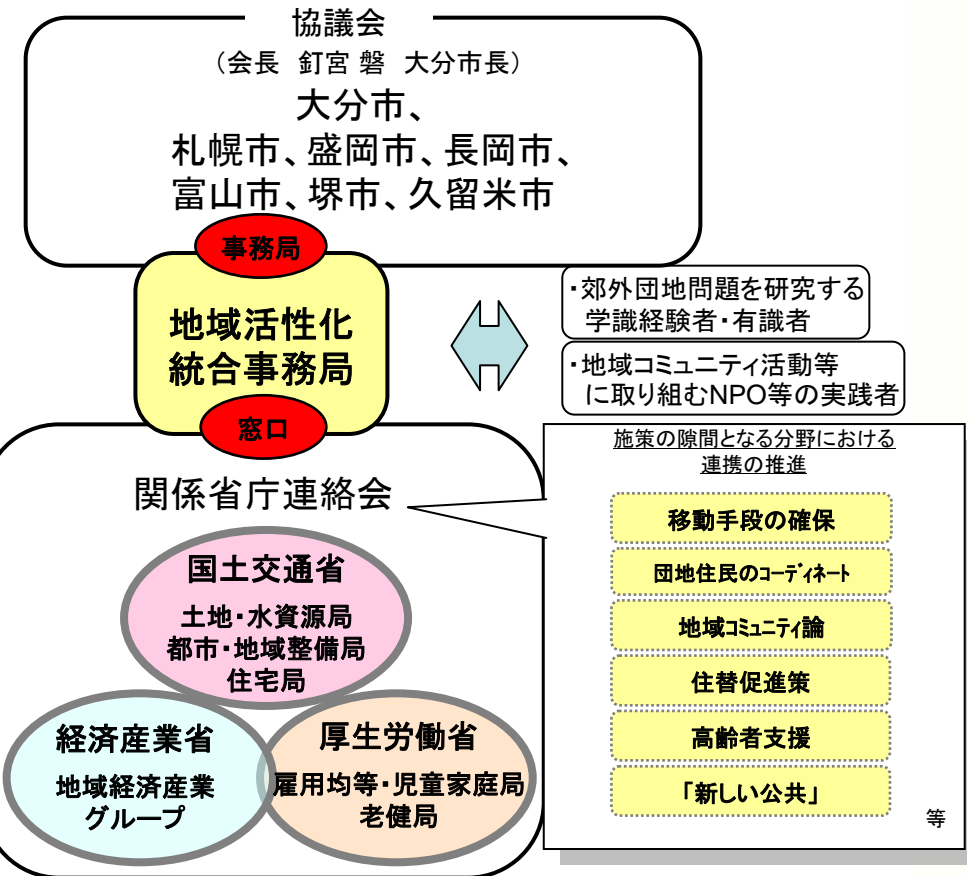 協議会
（会長 釘宮 磐 大分市長）
大分市、
札幌市、盛岡市、長岡市、
富山市、堺市、久留米市
事務局
地域活性化
統合事務局
・郊外団地問題を研究する
学識経験者・有識者
・地域コミュニティ活動等
に取り組むNPO等の実践者
窓口
関係省庁連絡会
国土交通省
土地・水資源局
都市・地域整備局
住宅局
経済産業省
地域経済産業
グループ
厚生労働省
雇用均等・児童家庭局
老健局
施策の隙間となる分野における
連携の推進
移動手段の確保
団地住民のコーディネート
地域コミュニティ論
住替促進策
高齢者支援
「新しい公共」
等